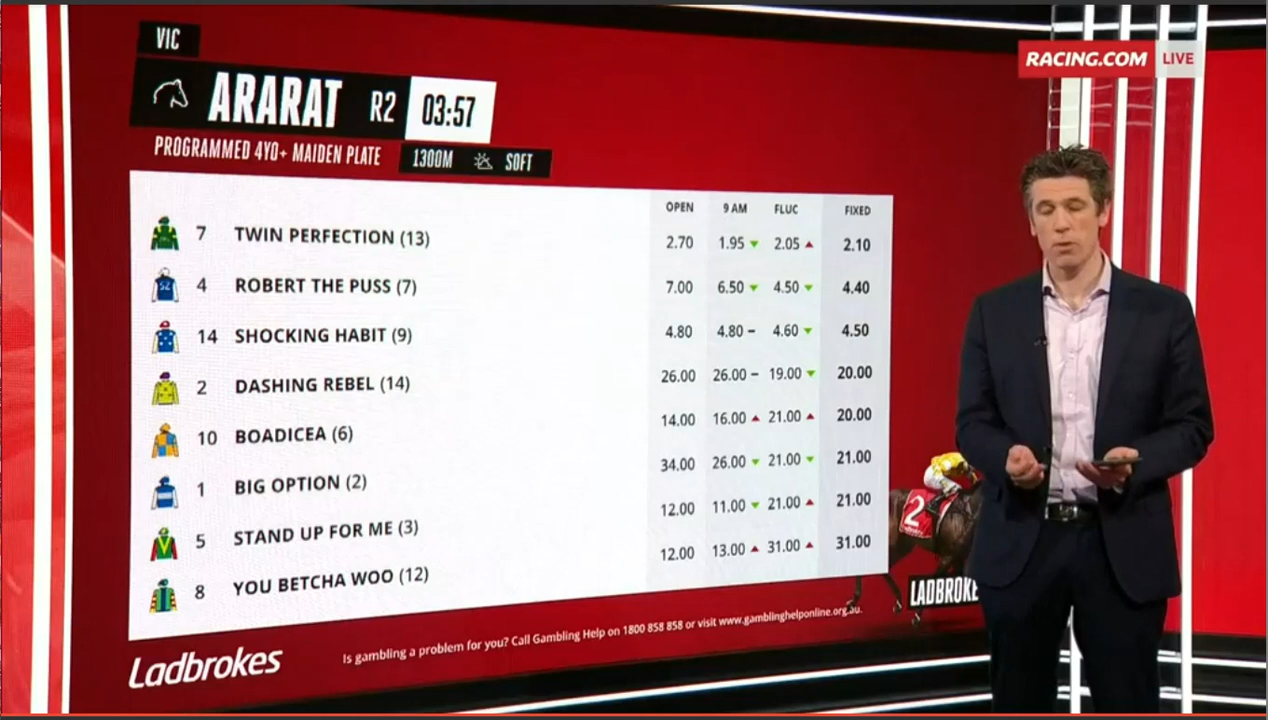 VIC
ARARAT R2 03:57
PROGRAMMED 4YO+ MAIDEN PLATE 1300M SOFT
RACING.COM LIVE
OPEN 9 AM FLUC FIXED
7 TWIN PERFECTION (13) 2.70 1.95 2.05 2.10
4 ROBERT THE PUSS (7) 7.00 6.50 4.50 4.40
14 SHOCKING HABIT (9) 4.80 4.80 – 4.60 4.50
2 DASHING REBEL (14) 26.00 26.00 – 19.00 20.00
10 BOADICEA (6) 14.00 16.00 21.00 20.00
1 BIG OPTION (2) 34.00 26.00 21.00 21.00
5 STAND UP FOR ME (3) 12.00 11.00 21.00 21.00
8 YOU BETCHA WOO (12) 12.00 13.00 31.00 31.00
2
LADBROKE
Ladbrokes
Is gambling a problem for you? Call Gambling Help on 1800 858 858 or visit www.gamblinghelponline.org.au.